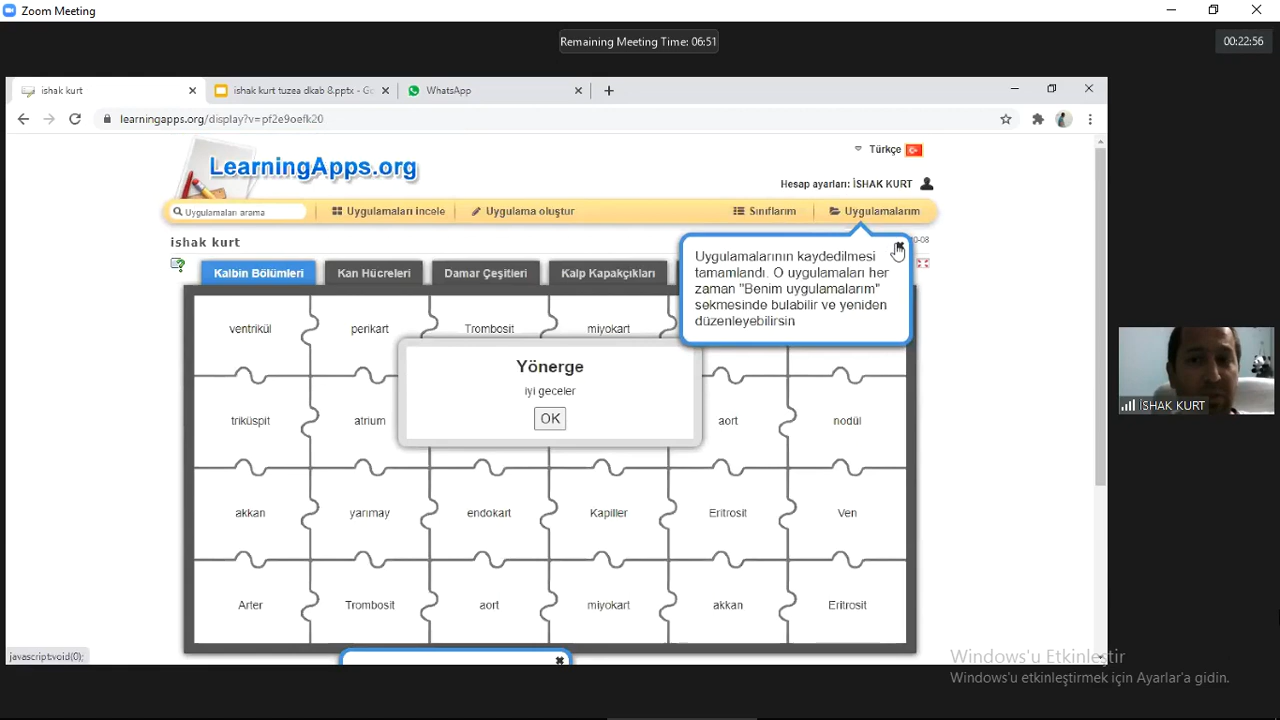 Zoom Meeting
Remaining Meeting Time: 06:51
00:22:56
ishak kurt
ishak kurt tuzea dkab 8.pptx - Go
WhatsApp
learningapps.org/display?v=pf2e9oefk20
LearningApps.org
Türkçe
Hesap ayarları: İSHAK KURT
Uygulamaları arama
Uygulamaları incele
Uygulama oluştur
Sınıflarım
Uygulamalarım
ishak kurt
0-08
Kalbin Bölümleri
Kan Hücreleri
Damar Çeşitleri
Kalp Kapakçıkları
Uygulamalarının kaydedilmesi
tamamlandı. O uygulamaları her
zaman "Benim uygulamalarım"
sekmesinde bulabilir ve yeniden
düzenleyebilirsin
ventrikül
perikart
Trombosit
miyokart
Yönerge
iyi geceler
OK
triküspit
atrium
aort
nodül
İSHAK KURT
akkan
yarımay
endokart
Kapiller
Eritrosit
Ven
Arter
Trombosit
aort
miyokart
akkan
Eritrosit
javascript:void(0);
Windows'u Etkinleştir
Windows'u etkinleştirmek için Ayarlar'a gidin.